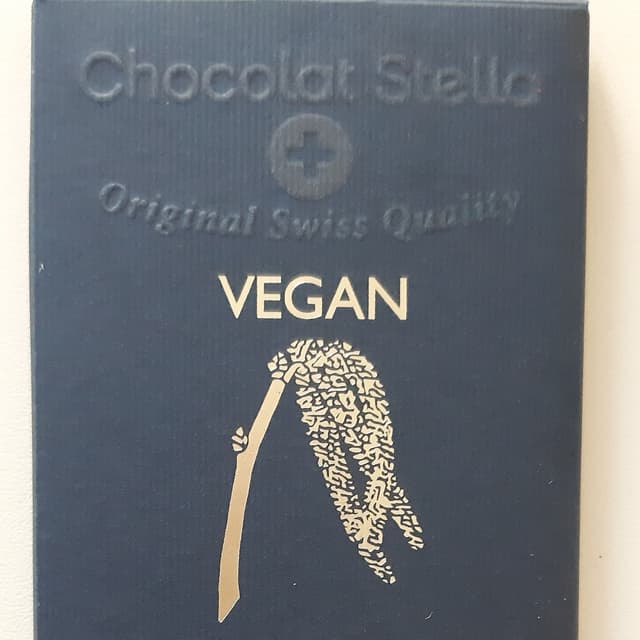 Chocolat Stella
Original Swiss Quality
VEGAN